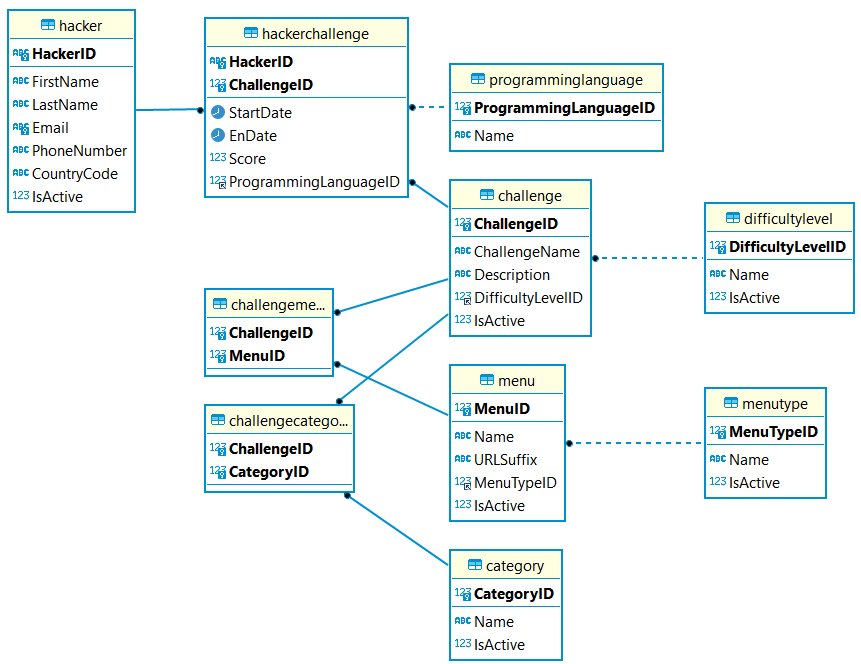 hacker
HackerID
FirstName
LastName
Email
PhoneNumber
CountryCode
IsActive
hackerchallenge
HackerID
ChallengeID
StartDate
EnDate
Score
ProgrammingLanguageID
programminglanguage
ProgrammingLanguageID
Name
challenge
ChallengeID
ChallengeName
Description
DifficultyLevelID
IsActive
difficultylevel
DifficultyLevelID
Name
IsActive
challengeme...
ChallengeID
MenuID
challengecatego...
ChallengeID
CategoryID
menu
MenuID
Name
URLSuffix
MenuTypeID
IsActive
menutype
MenuTypeID
Name
IsActive
category
CategoryID
Name
IsActive